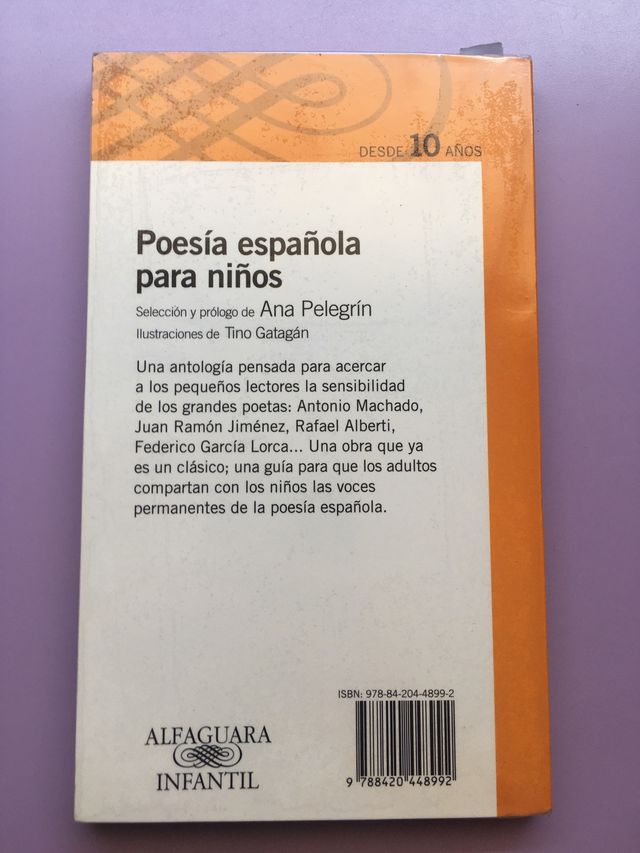 DESDE 10 AÑOS
Poesía española
para niños
Selección y prólogo de Ana Pelegrín
Ilustraciones de Tino Gatagán
Una antología pensada para acercar
a los pequeños lectores la sensibilidad
de los grandes poetas: Antonio Machado,
Juan Ramón Jiménez, Rafael Alberti,
Federico García Lorca... Una obra que ya
es un clásico; una guía para que los adultos
compartan con los niños las voces
permanentes de la poesía española.
ISBN: 978-84-204-4899-2
ALFAGUARA
INFANTIL
9 788420 448992